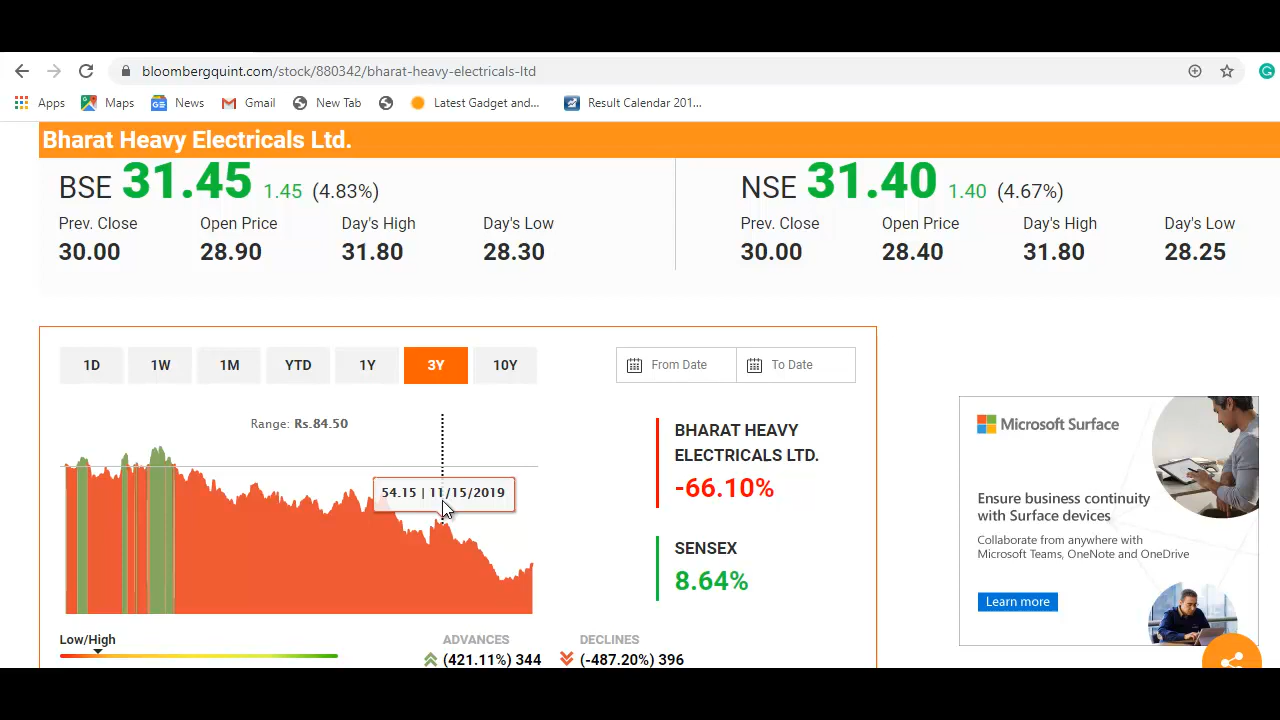 bloombergquint.com/stock/880342/bharat-heavy-electricals-ltd
Apps Maps News Gmail New Tab Latest Gadget and... Result Calendar 201...
Bharat Heavy Electricals Ltd.
BSE 31.45 1.45 (4.83%)
Prev. Close Open Price Day's High Day's Low
30.00 28.90 31.80 28.30
NSE 31.40 1.40 (4.67%)
Prev. Close Open Price Day's High Day's Low
30.00 28.40 31.80 28.25
1D 1W 1M YTD 1Y 3Y 10Y
From Date To Date
Range: Rs.84.50
54.15 | 11/15/2019
BHARAT HEAVY
ELECTRICALS LTD.
-66.10%
SENSEX
8.64%
Low/High
ADVANCES DECLINES
(421.11%) 344 (-487.20%) 396
Microsoft Surface
Ensure business continuity
with Surface devices
Collaborate from anywhere with
Microsoft Teams, OneNote and OneDrive
Learn more